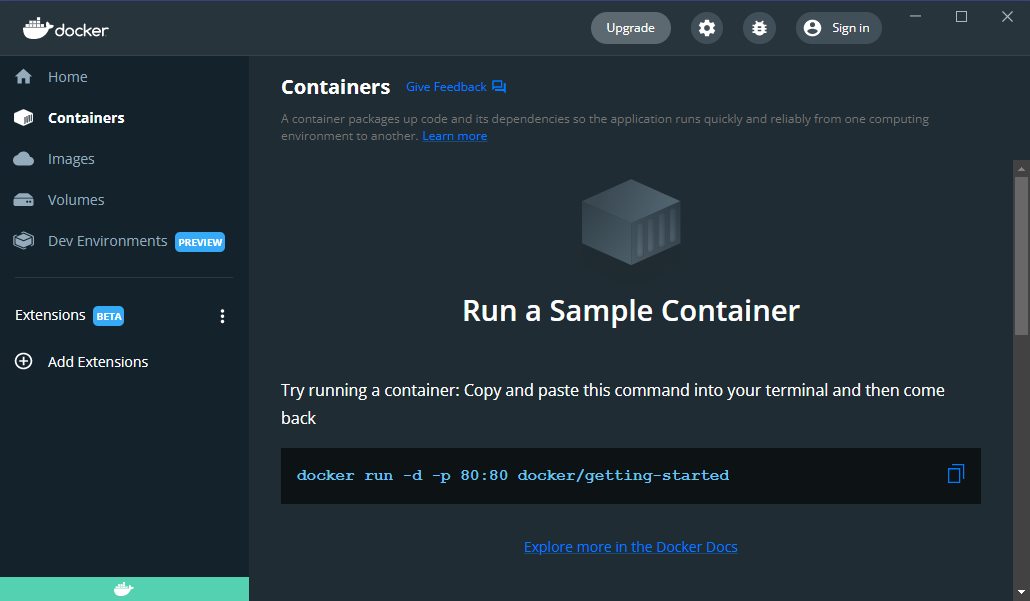 docker
Upgrade
Sign in
Home
Containers
Images
Volumes
Dev Environments PREVIEW
Extensions BETA
Add Extensions
Containers Give Feedback
A container packages up code and its dependencies so the application runs quickly and reliably from one computing
environment to another. Learn more
Run a Sample Container
Try running a container: Copy and paste this command into your terminal and then come
back
docker run -d -p 80:80 docker/getting-started
Explore more in the Docker Docs